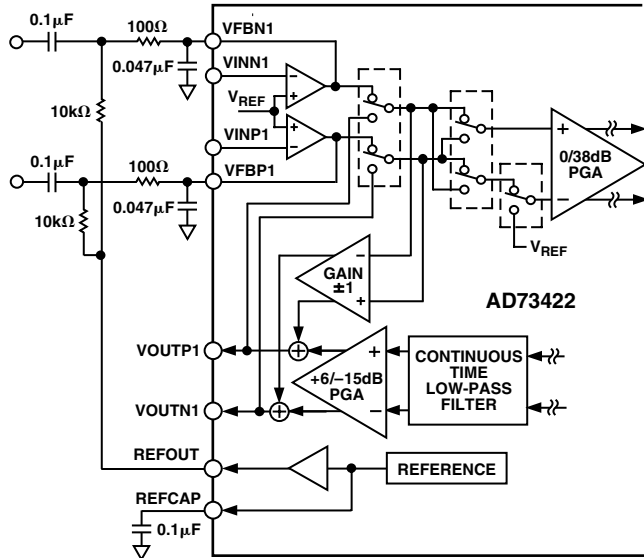 0.1μF
100Ω
VFBN1
0.047μF
VINN1
VREF
10kΩ
VINP1
0.1μF
100Ω
VFBP1
0/38dB
PGA
10kΩ
0.047μF
VREF
GAIN
±1
AD73422
VOUTP1
+6/–15dB
PGA
CONTINUOUS
TIME
LOW-PASS
FILTER
VOUTN1
REFOUT
REFERENCE
REFCAP
0.1μF